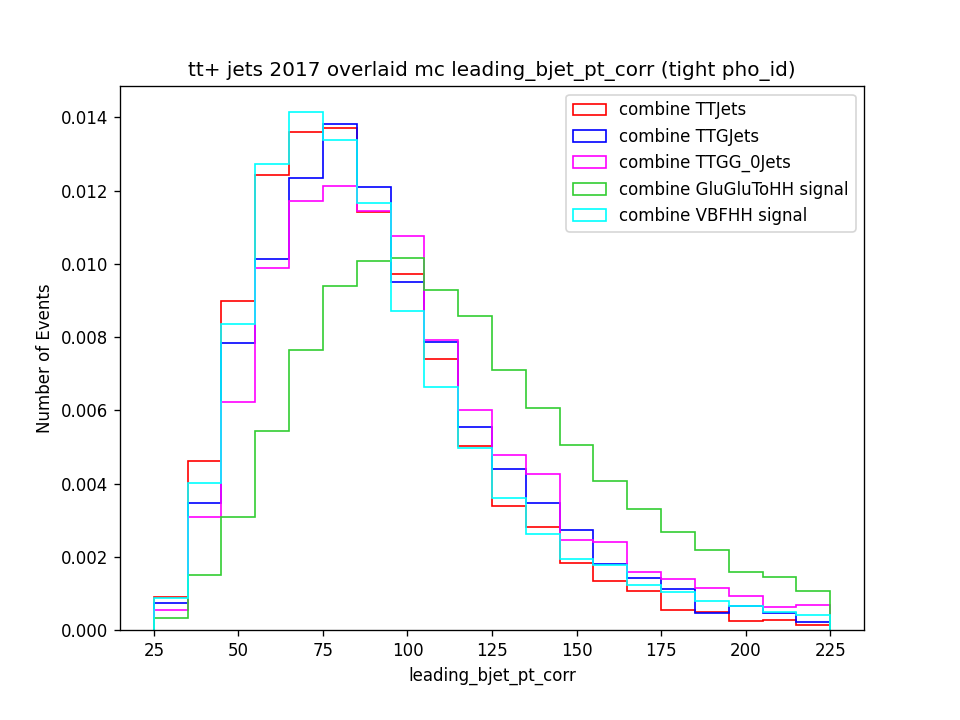 tt+ jets 2017 overlaid mc leading_bjet_pt_corr (tight pho_id)
combine TTJets
combine TTGJets
combine TTGG_0Jets
combine GluGluToHH signal
combine VBFHH signal
Number of Events
0.014
0.012
0.010
0.008
0.006
0.004
0.002
0.000
25 50 75 100 125 150 175 200 225
leading_bjet_pt_corr